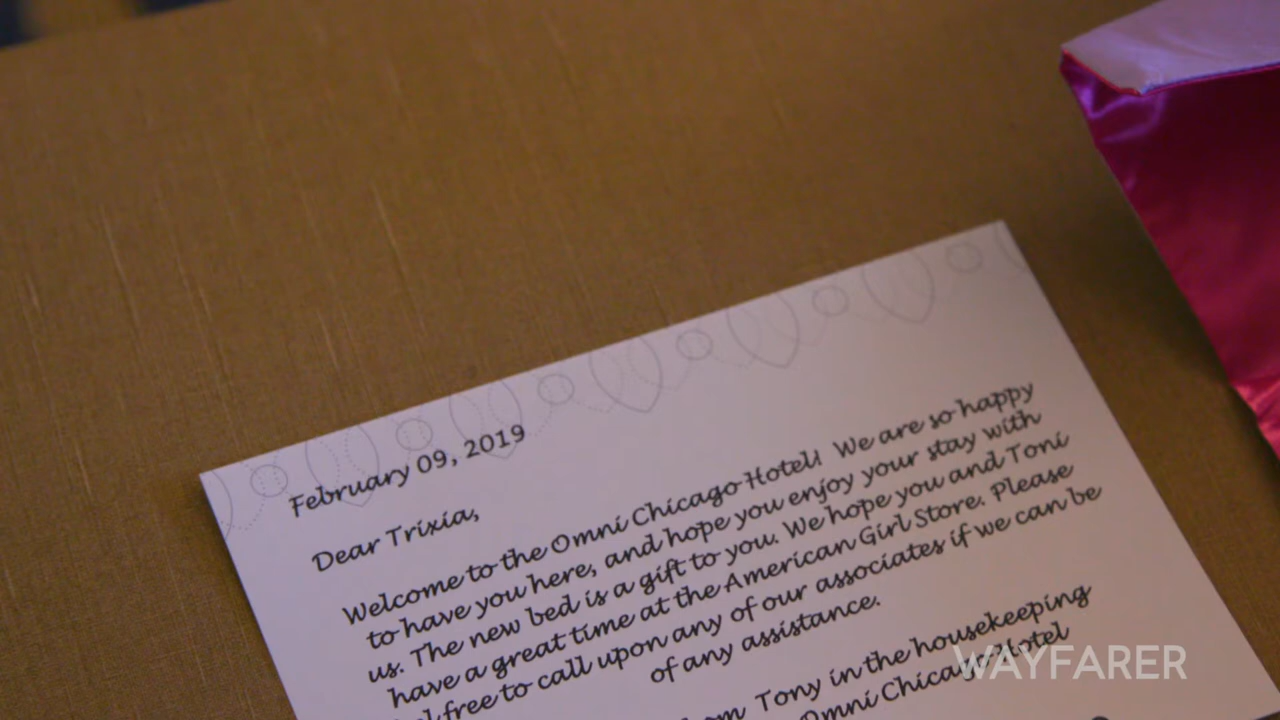 February 09, 2019
Dear Trixia,
Welcome to the Omni Chicago Hotel! We are so happy
to have you here, and hope you enjoy your stay with
us. The new bed is a gift to you. We hope you and Toni
have a great time at the American Girl Store. Please
free to call upon any of our associates if we can be
of any assistance.
Tony in the housekeeping
Omni Chicago Hotel
WAYFARER